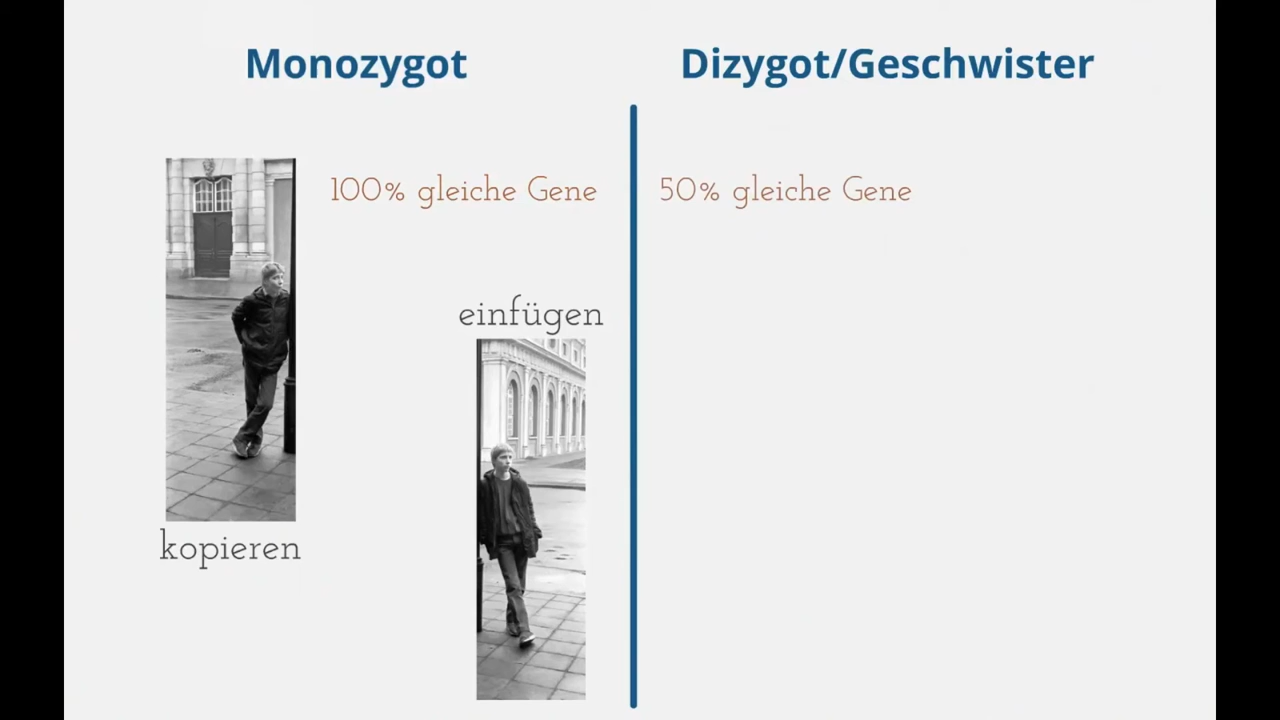 Monozygot
Dizygot/Geschwister
100% gleiche Gene
50% gleiche Gene
einfügen
kopieren